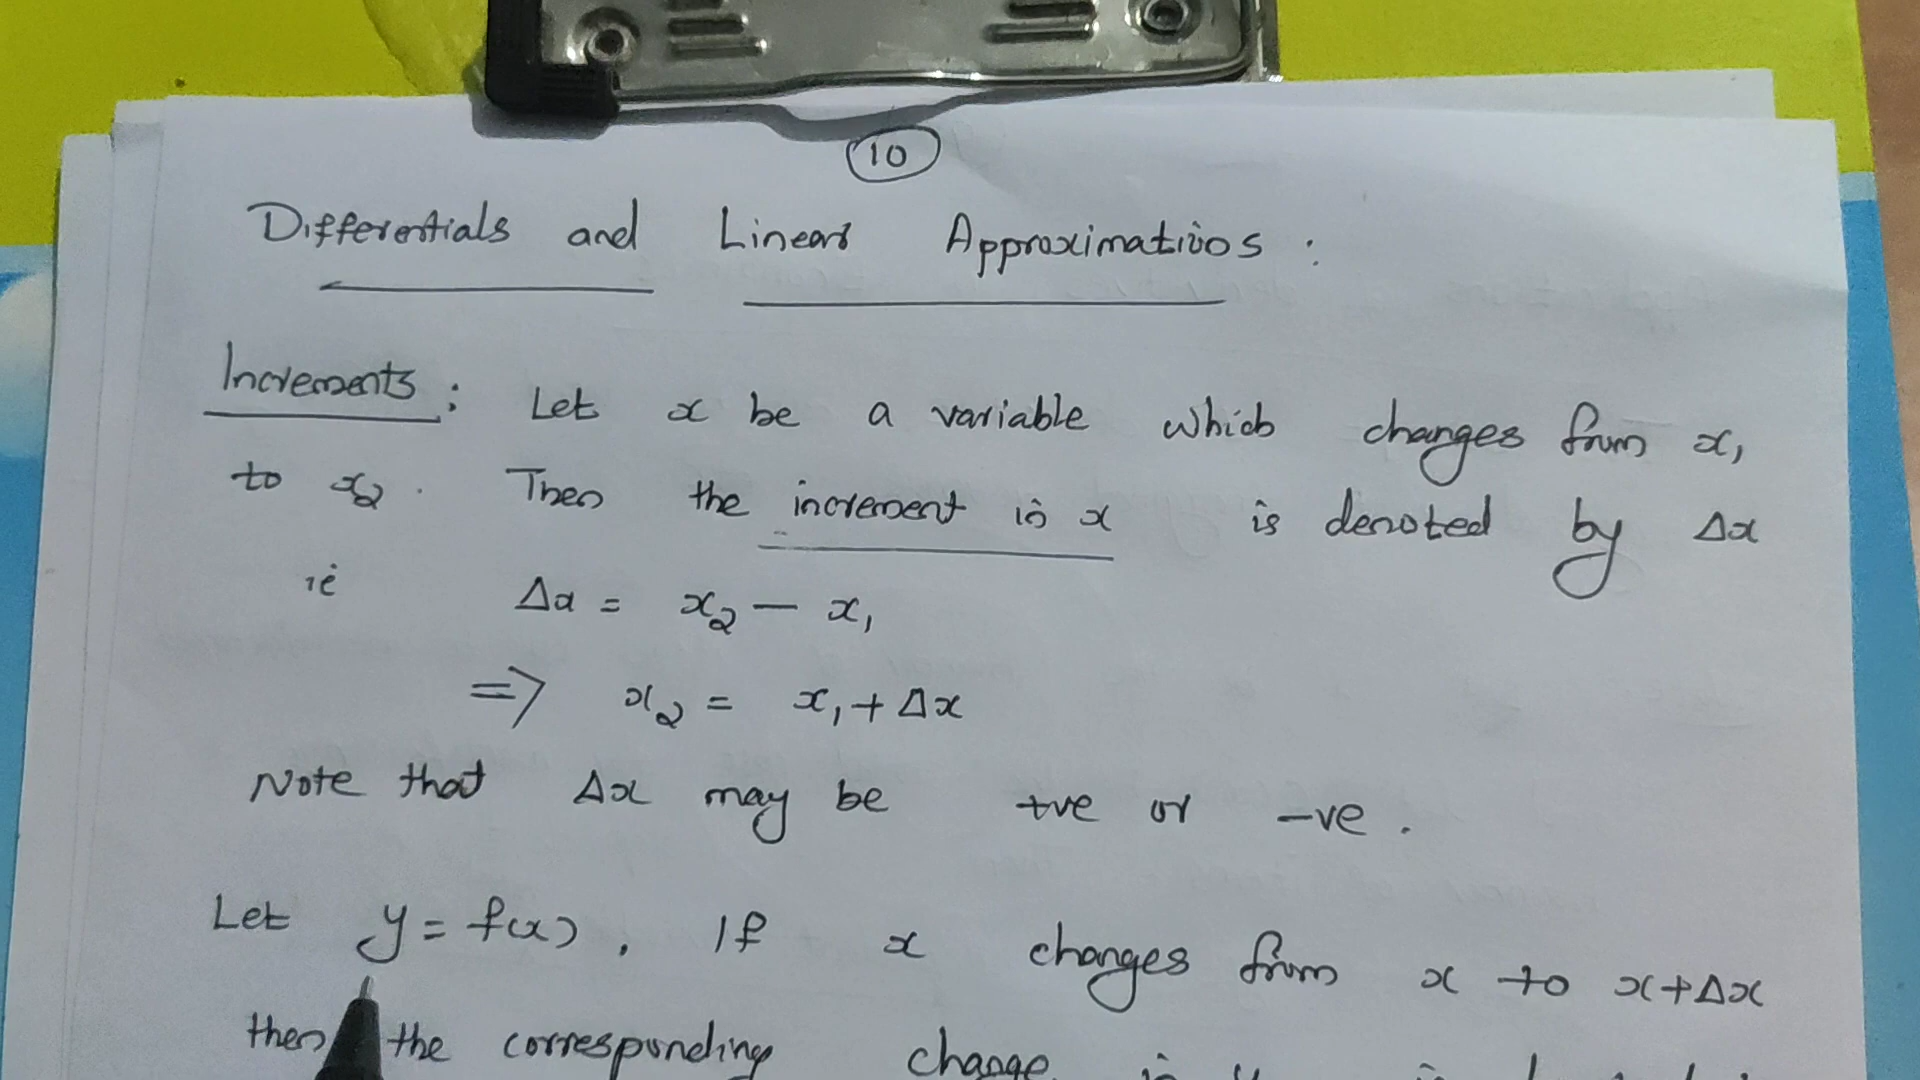 10
Differentials and Linear Approximations :
Increments : Let x be a variable which changes from x₁
to x₂. Then the increment in x is denoted by Δx
ie Δx = x₂ – x₁
=> x₂ = x₁ + Δx
Note that Δx may be +ve or –ve.
Let y = f(x), If x changes from x to x+Δx
then the corresponding change in y is